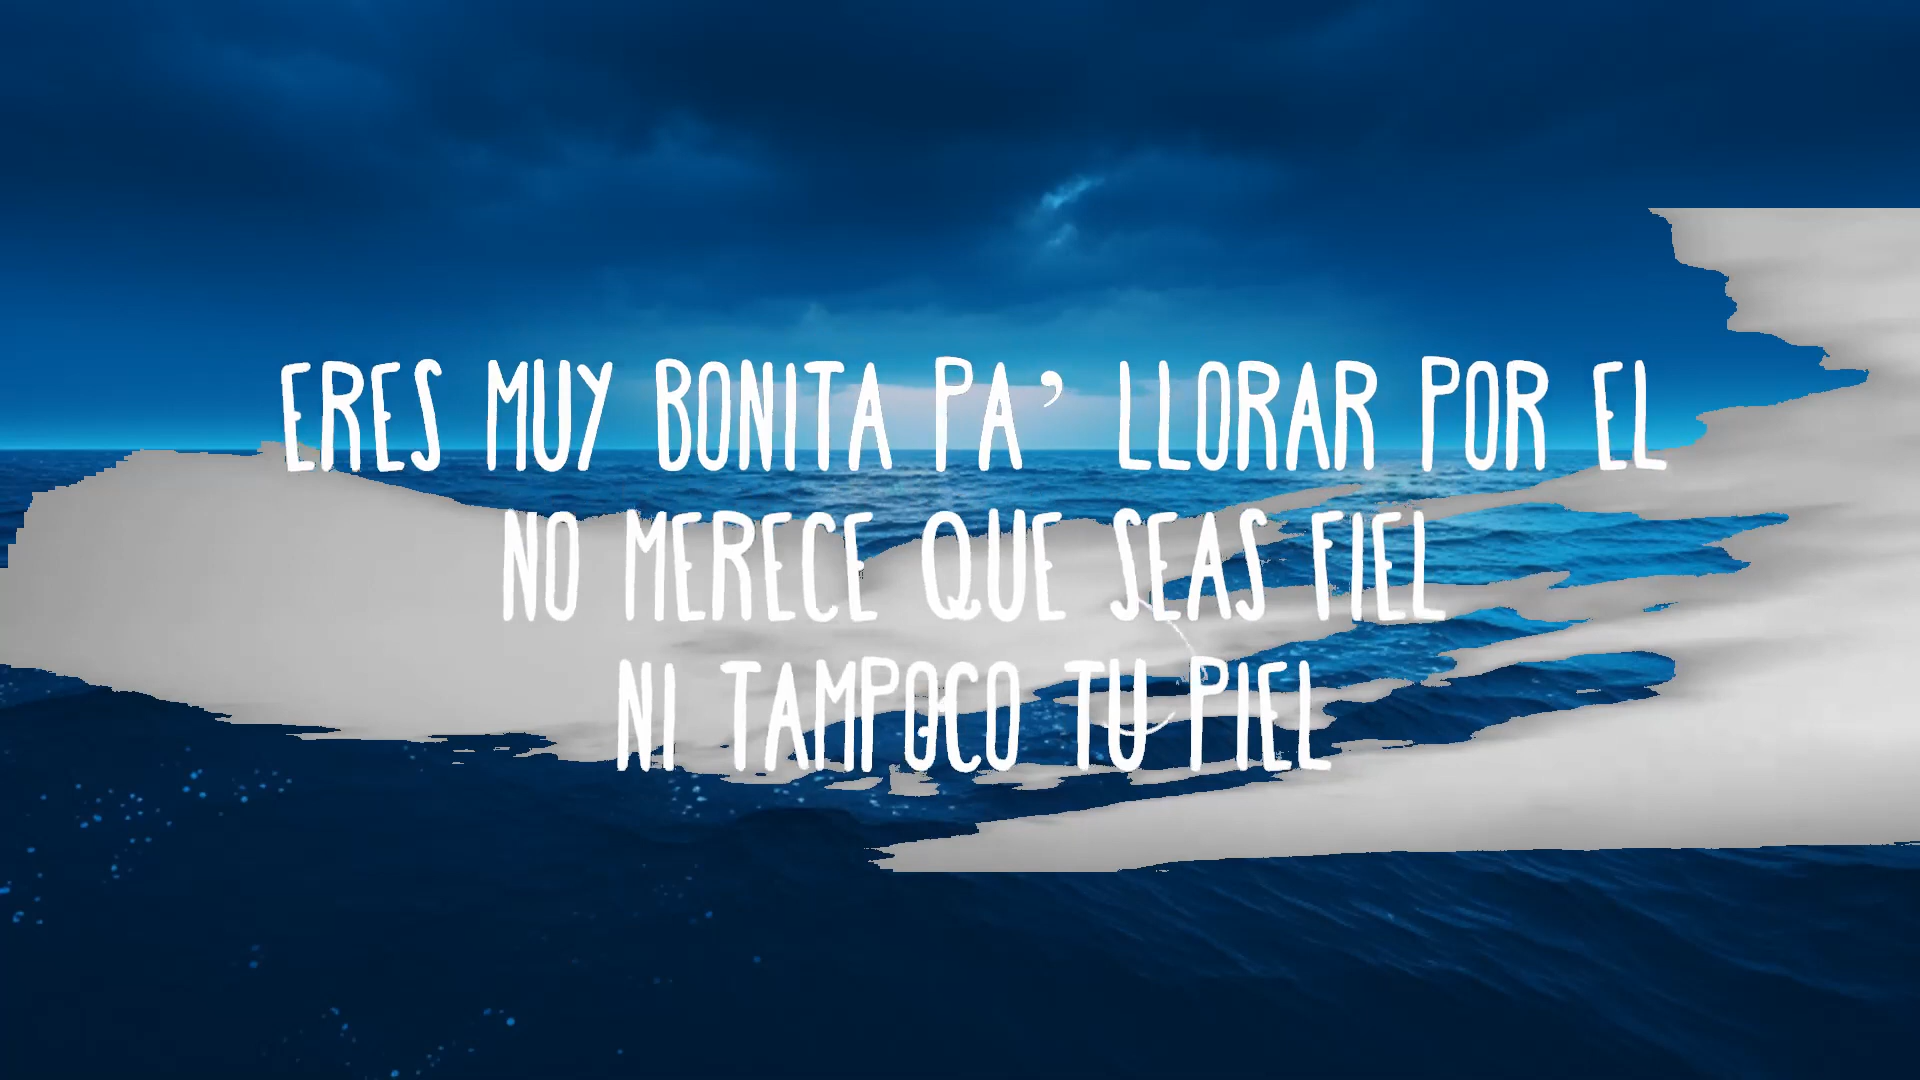 ERES MUY BONITA PA’ LLORAR POR EL
NO MERECE QUE SEAS FIEL
NI TAMPOCO TU PIEL